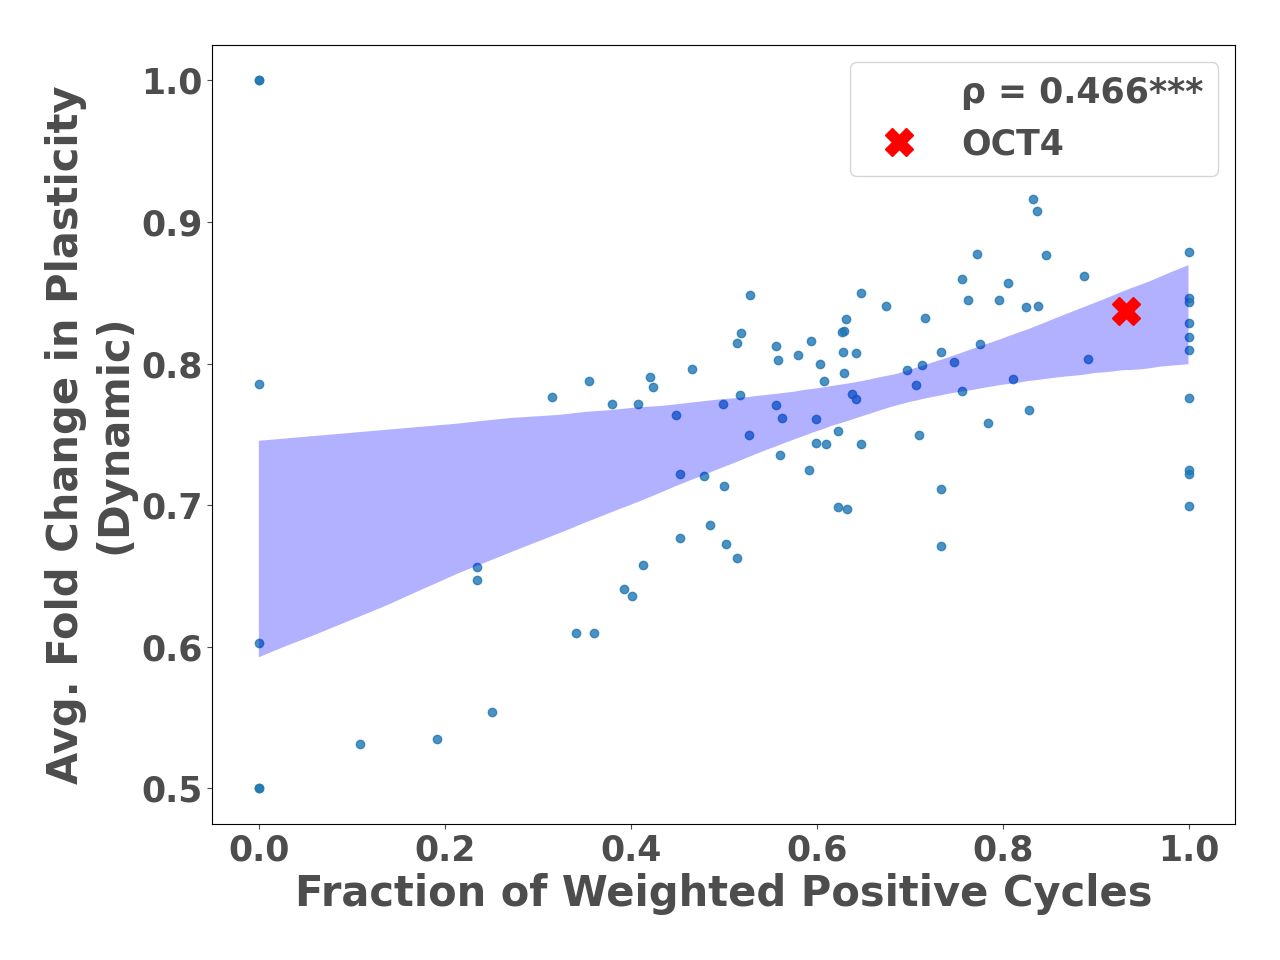 ρ = 0.466***
OCT4
Avg. Fold Change in Plasticity
(Dynamic)
1.0
0.9
0.8
0.7
0.6
0.5
0.0 0.2 0.4 0.6 0.8 1.0
Fraction of Weighted Positive Cycles